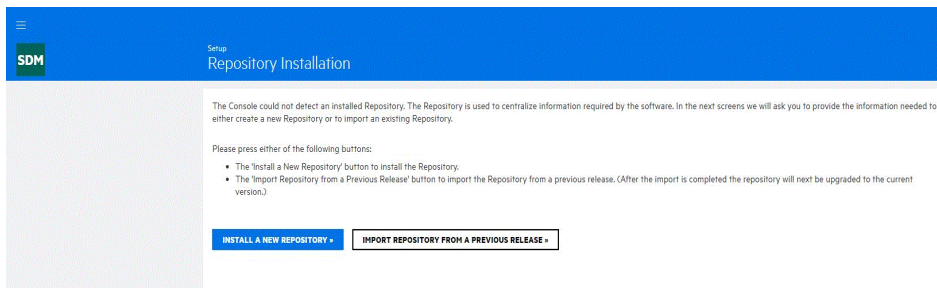 SDM
Setup
Repository Installation
The Console could not detect an installed Repository. The Repository is used to centralize information required by the software. In the next screens we will ask you to provide the information needed to
either create a new Repository or to import an existing Repository.
Please press either of the following buttons:
• The 'Install a New Repository' button to install the Repository.
• The 'Import Repository from a Previous Release' button to import the Repository from a previous release. (After the import is completed the repository will next be upgraded to the current
version.)
INSTALL A NEW REPOSITORY »
IMPORT REPOSITORY FROM A PREVIOUS RELEASE »